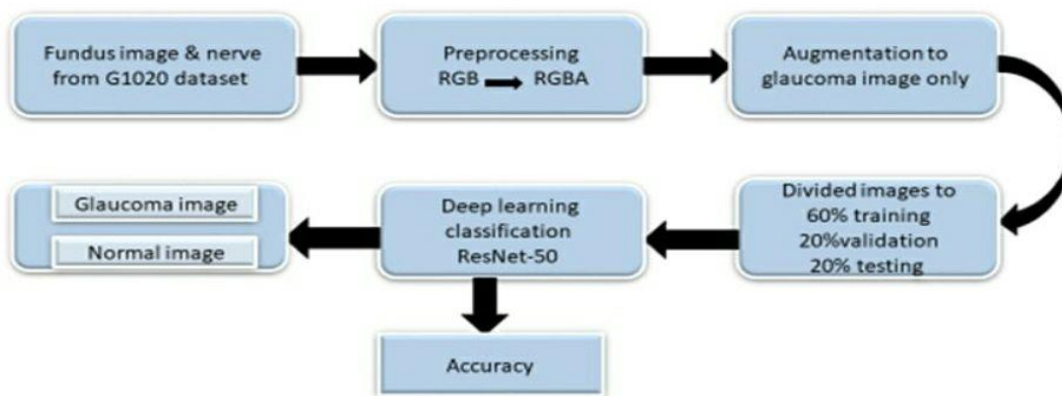 Fundus image & nerve
from G1020 dataset
Preprocessing
RGB RGBA
Augmentation to
glaucoma image only
Divided images to
60% training
20%validation
20% testing
Deep learning
classification
ResNet-50
Glaucoma image
Normal image
Accuracy